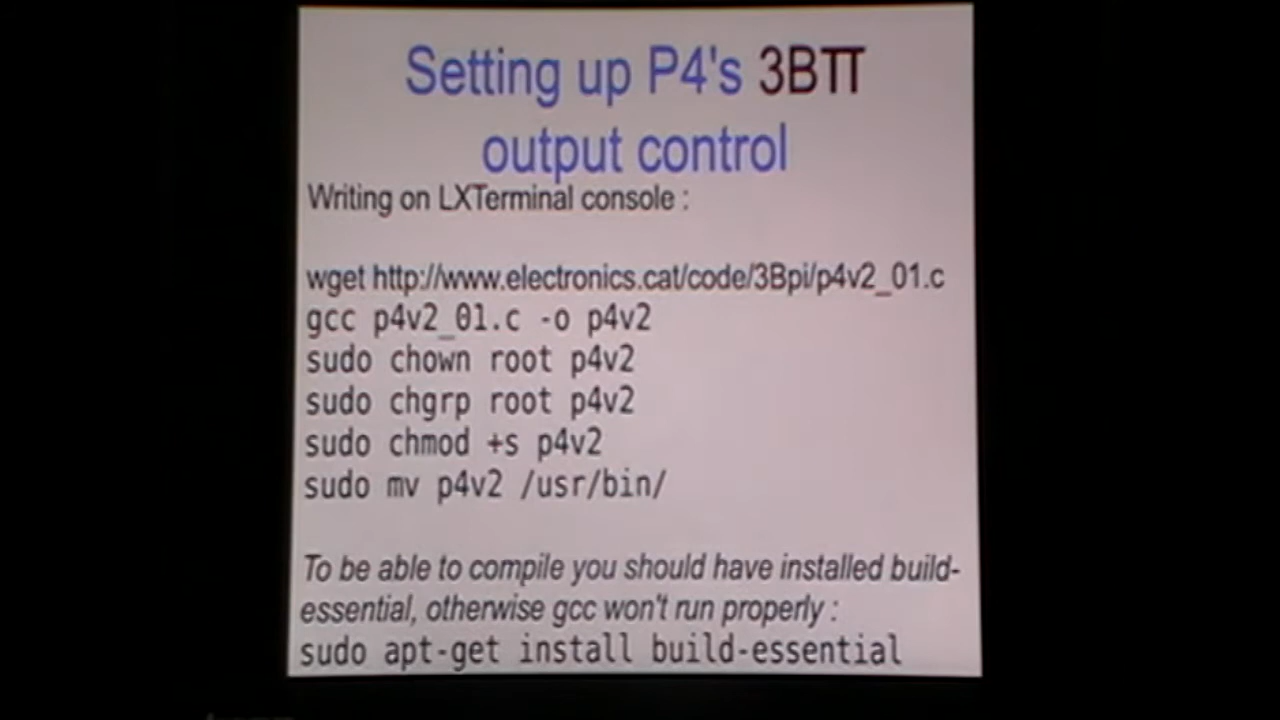 Setting up P4's 3BΠ
output control
Writing on LXTerminal console :
wget http://www.electronics.cat/code/3Bpi/p4v2_01.c
gcc p4v2_01.c -o p4v2
sudo chown root p4v2
sudo chgrp root p4v2
sudo chmod +s p4v2
sudo mv p4v2 /usr/bin/
To be able to compile you should have installed build-
essential, otherwise gcc won't run properly :
sudo apt-get install build-essential